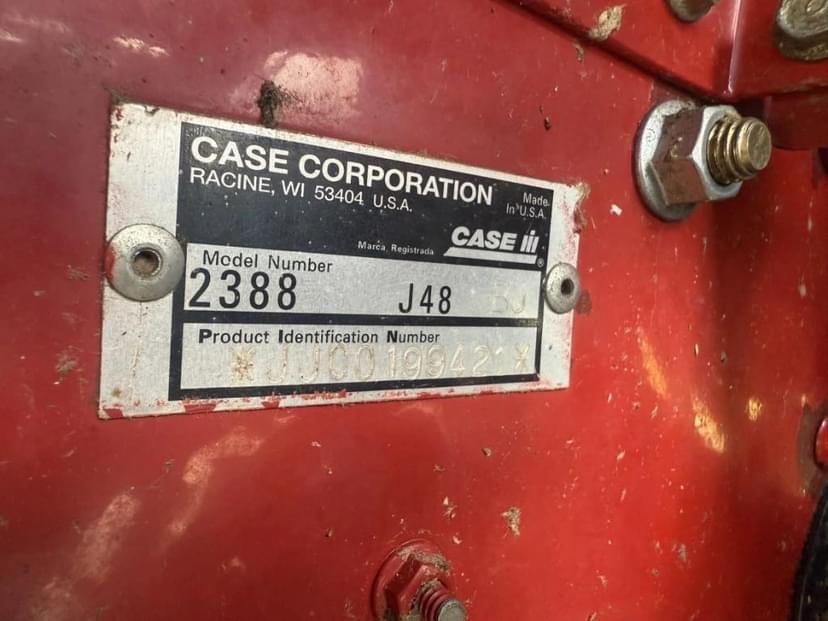 CASE CORPORATION
RACINE, WI 53404 U.S.A.
Made
In U.S.A.
Marca Registrada
CASE IH
®
Model Number
2388 J48
Product Identification Number
*JJC0199421*